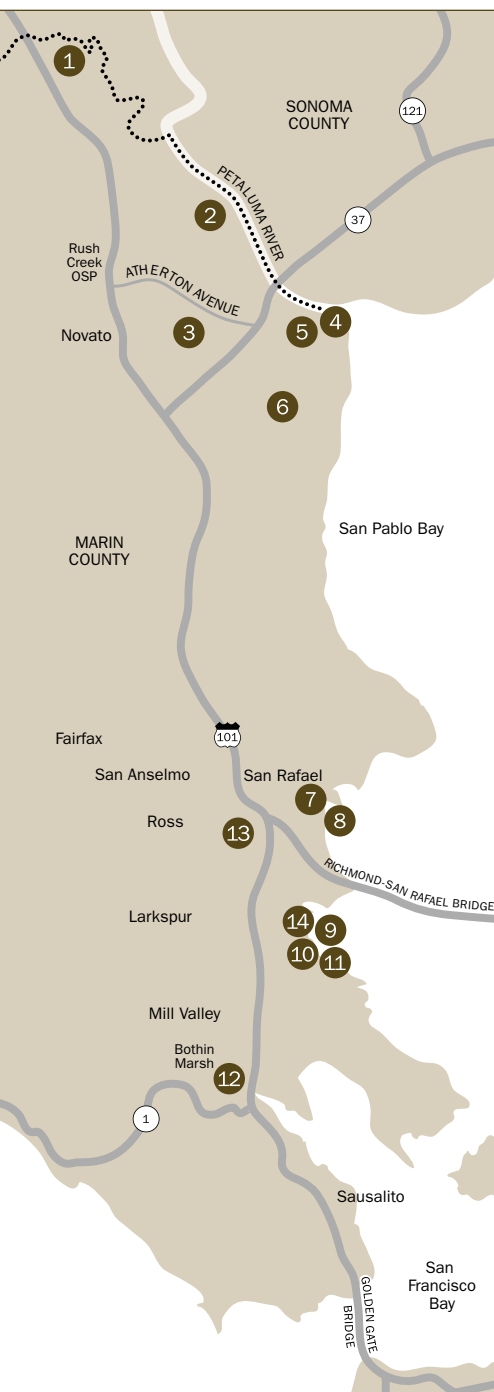 1
SONOMA
COUNTY
121
PETALUMA RIVER
2
37
Rush
Creek
OSP
ATHERTON AVENUE
Novato
3
5
4
6
San Pablo Bay
MARIN
COUNTY
101
Fairfax
San Anselmo
San Rafael
7
8
Ross
13
RICHMOND-SAN RAFAEL BRIDGE
Larkspur
14
9
10
11
Mill Valley
Bothin
Marsh
12
1
Sausalito
San
Francisco
Bay
GOLDEN GATE
BRIDGE